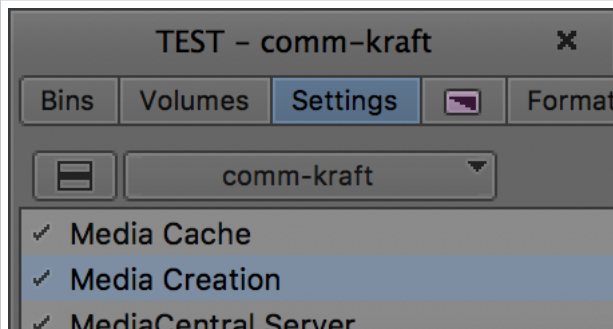 TEST – comm-kraft
Bins Volumes Settings Format
comm-kraft
Media Cache
Media Creation
MediaCentral Server